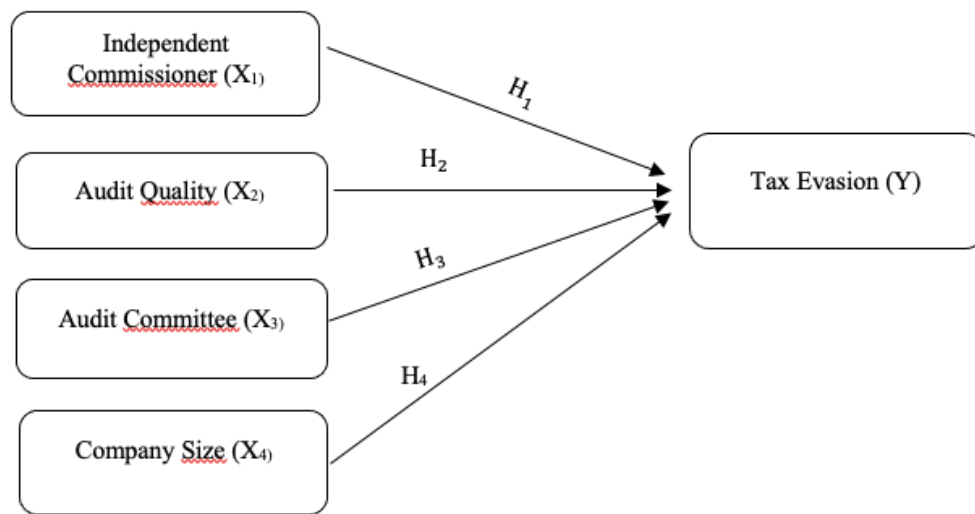 Independent
Commissioner (X₁)
H₁
H₂
Audit Quality (X₂)
Tax Evasion (Y)
H₃
Audit Committee (X₃)
H₄
Company Size (X₄)